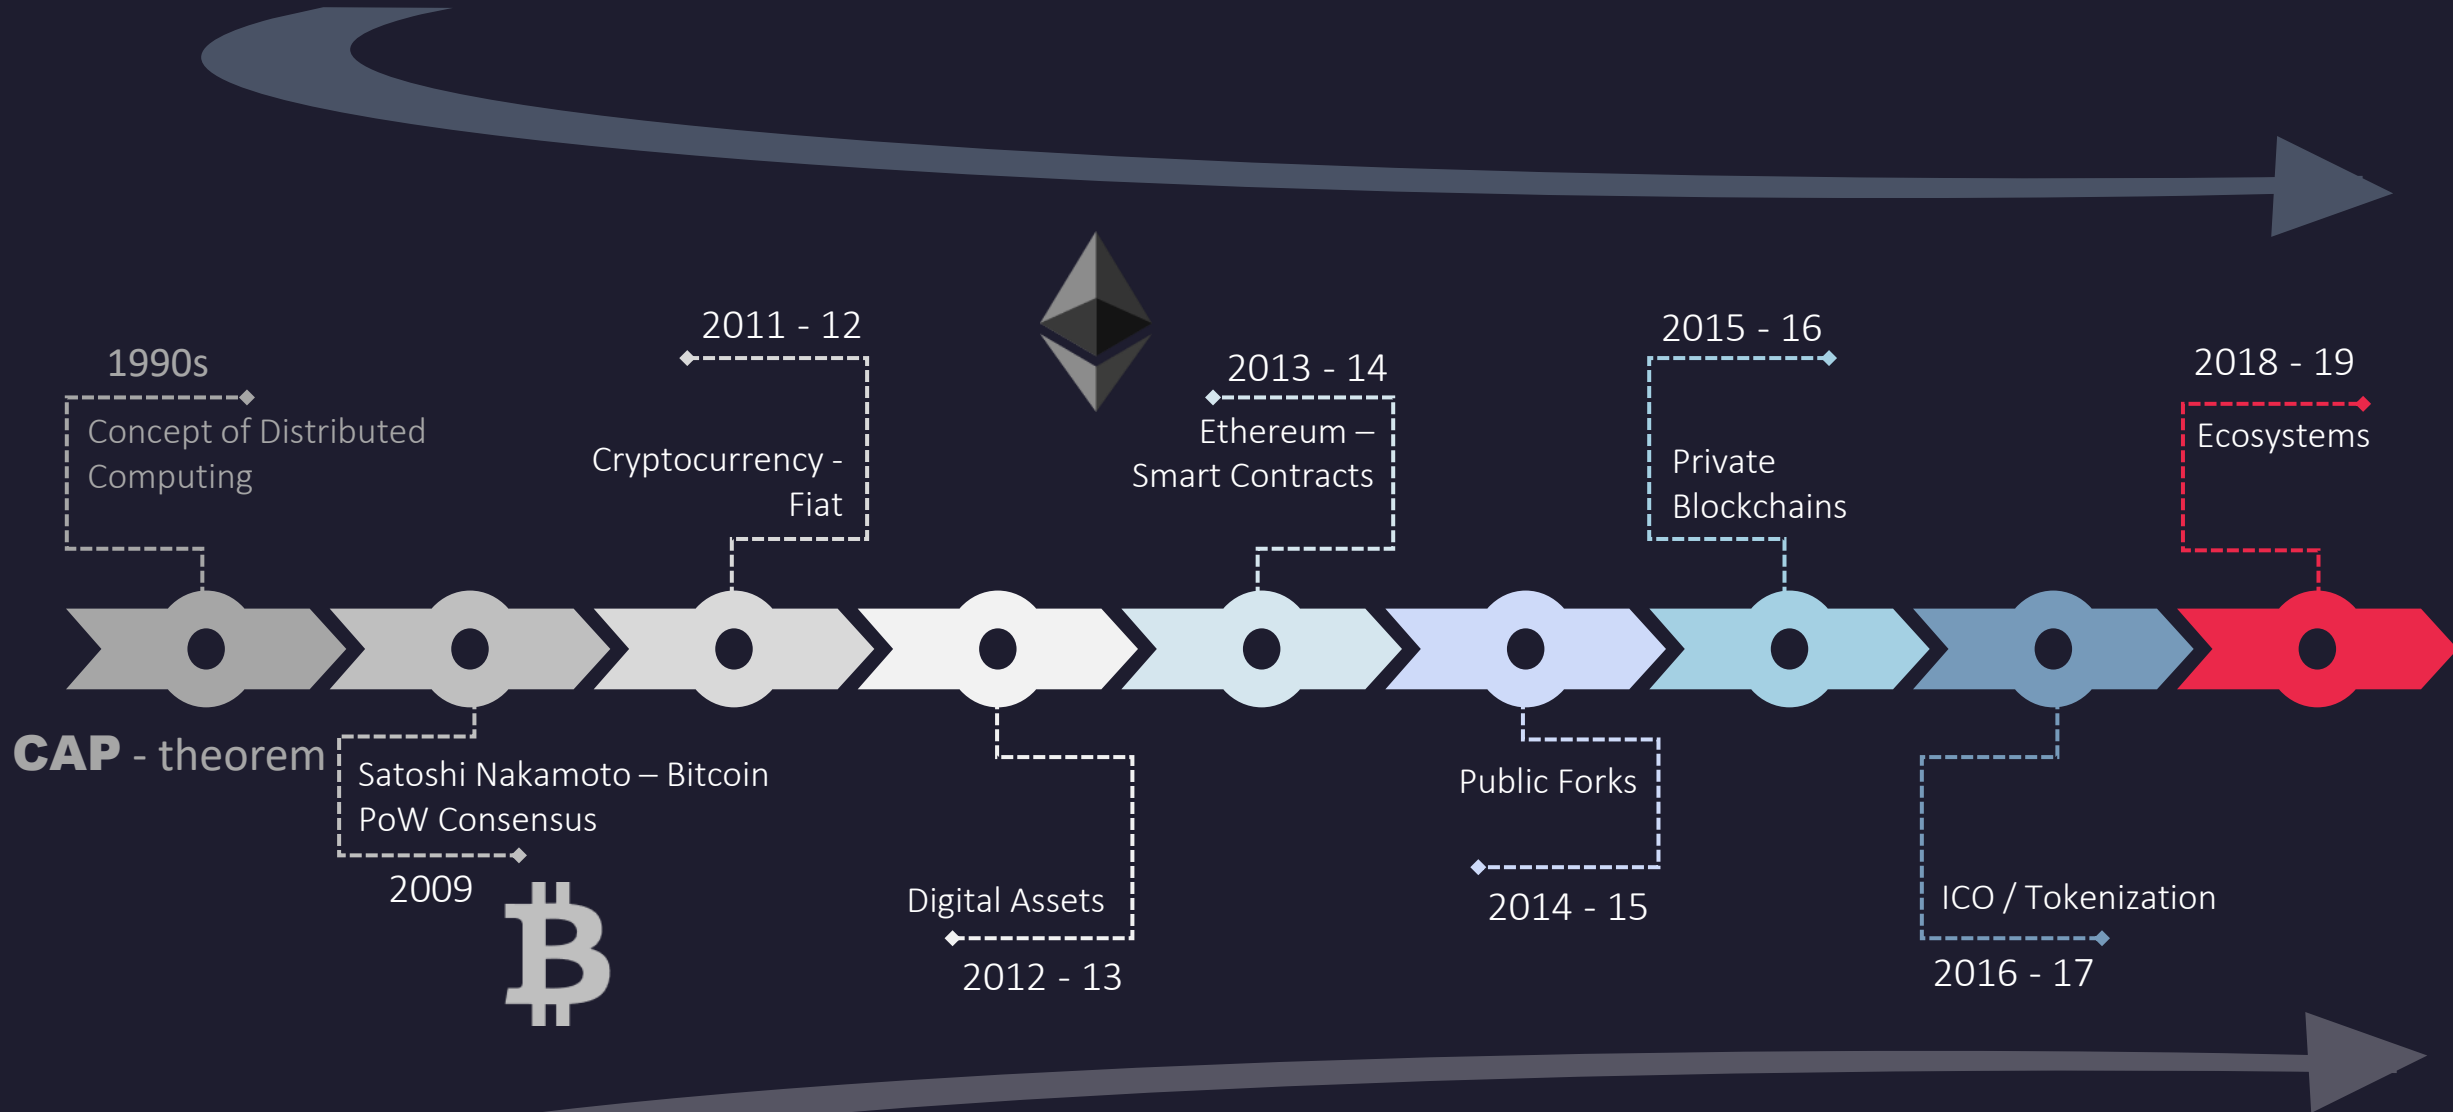 1990s
Concept of Distributed
Computing
CAP - theorem
Satoshi Nakamoto – Bitcoin
PoW Consensus
2009
2011 - 12
Cryptocurrency -
Fiat
Digital Assets
2012 - 13
2013 - 14
Ethereum –
Smart Contracts
Public Forks
2014 - 15
2015 - 16
Private
Blockchains
ICO / Tokenization
2016 - 17
2018 - 19
Ecosystems